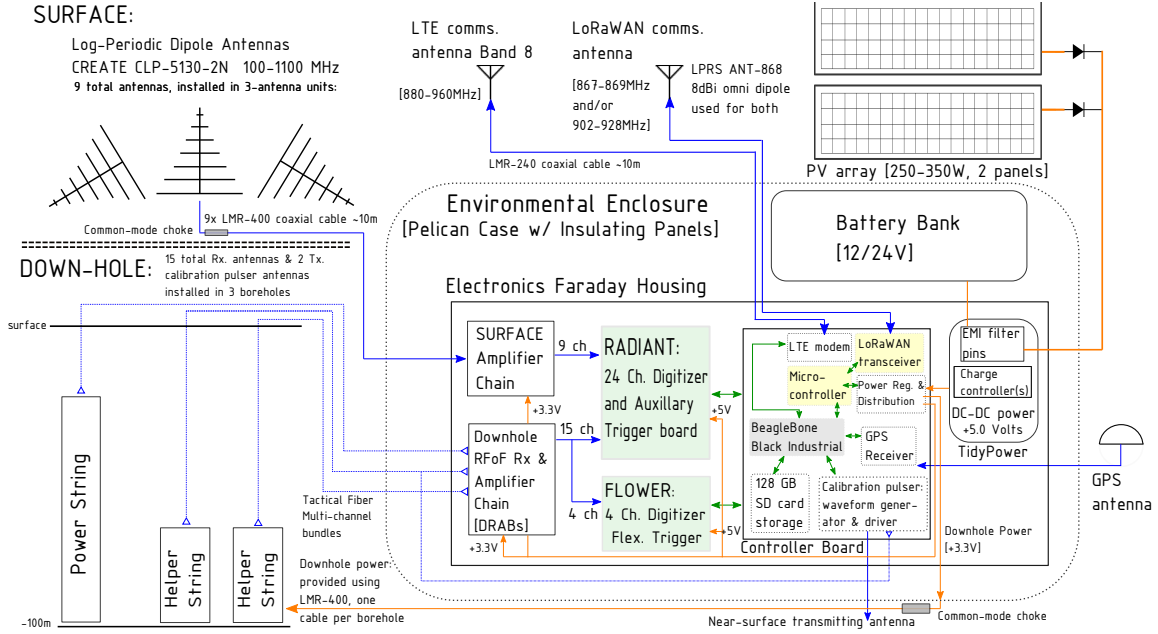 SURFACE:
Log-Periodic Dipole Antennas
CREATE CLP-5130-2N 100-1100 MHz
9 total antennas, installed in 3-antenna units:
9x LMR-400 coaxial cable ~10m
Common-mode choke
DOWN-HOLE:
15 total Rx. antennas & 2 Tx.
calibration pulser antennas
installed in 3 boreholes
surface
-100m
Power String
Helper
String
Helper
String
Tactical Fiber
Multi-channel
bundles
Downhole power:
provided using
LMR-400, one
cable per borehole
LTE comms.
antenna Band 8
[880-960MHz]
LoRaWAN comms.
antenna
[867-869MHz
and/or
902-928MHz]
LPRS ANT-868
8dBi omni dipole
used for both
LMR-240 coaxial cable ~10m
PV array [250-350W, 2 panels]
Environmental Enclosure
[Pelican Case w/ Insulating Panels]
Battery Bank
[12/24V]
Electronics Faraday Housing
SURFACE
Amplifier
Chain
9 ch
+3.3V
Downhole
RFoF Rx &
Amplifier
Chain
[DRABs]
15 ch
4 ch
+3.3V
RADIANT:
24 Ch. Digitizer
and Auxillary
Trigger board
+5V
FLOWER:
4 Ch. Digitizer
Flex. Trigger
+5V
LTE modem
LoRaWAN
transceiver
Micro-
controller
Power Reg. &
Distribution
BeagleBone
Black Industrial
GPS
Receiver
128 GB
SD card
storage
Calibration pulser:
waveform gener-
ator & driver
Controller Board
EMI filter
pins
Charge
controller(s)
DC-DC power
+5.0 Volts
TidyPower
GPS
antenna
Downhole Power
[+3.3V]
Common-mode choke
Near-surface transmitting antenna